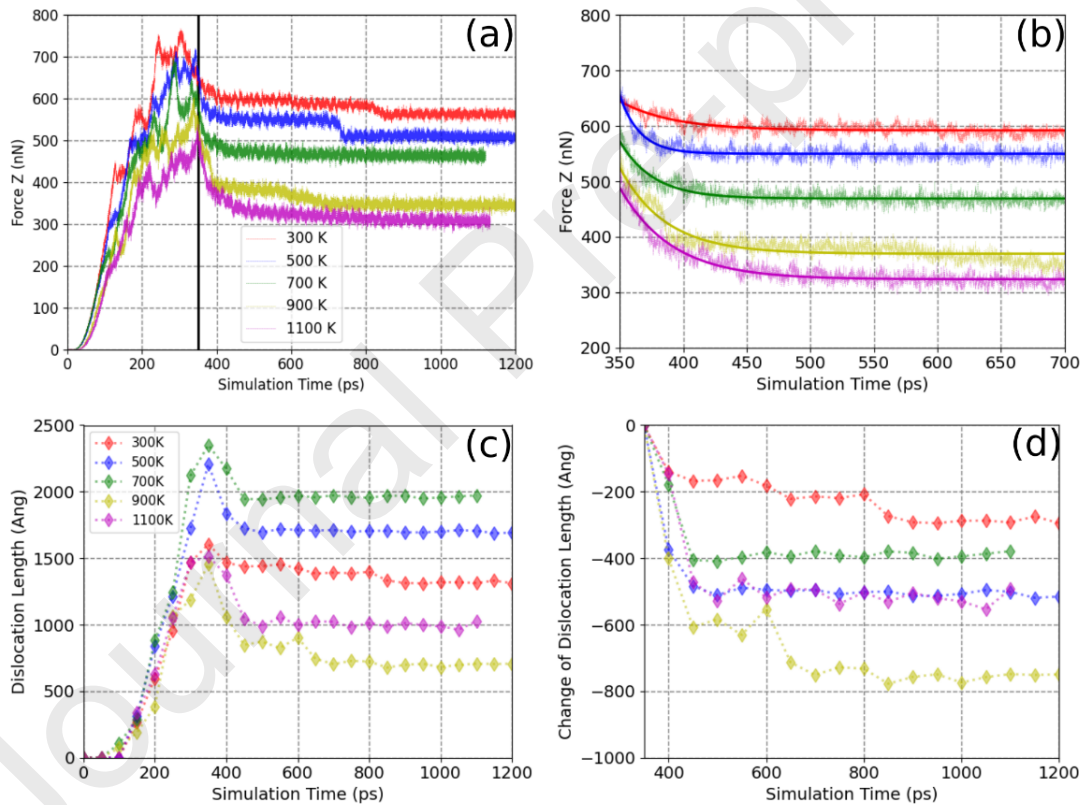 800
700
600
500
400
300
200
100
0
Force Z (nN)
(a)
300 K
500 K
700 K
900 K
1100 K
0
200
400
600
800
1000
1200
Simulation Time (ps)
800
700
600
500
400
300
200
Force Z (nN)
(b)
350
400
450
500
550
600
650
700
Simulation Time (ps)
2500
2000
1500
1000
500
0
Dislocation Length (Ang)
(c)
300K
500K
700K
900K
1100K
0
200
400
600
800
1000
1200
Simulation Time (ps)
0
−200
−400
−600
−800
−1000
Change of Dislocation Length (Ang)
(d)
400
600
800
1000
1200
Simulation Time (ps)
Journal Pre-p